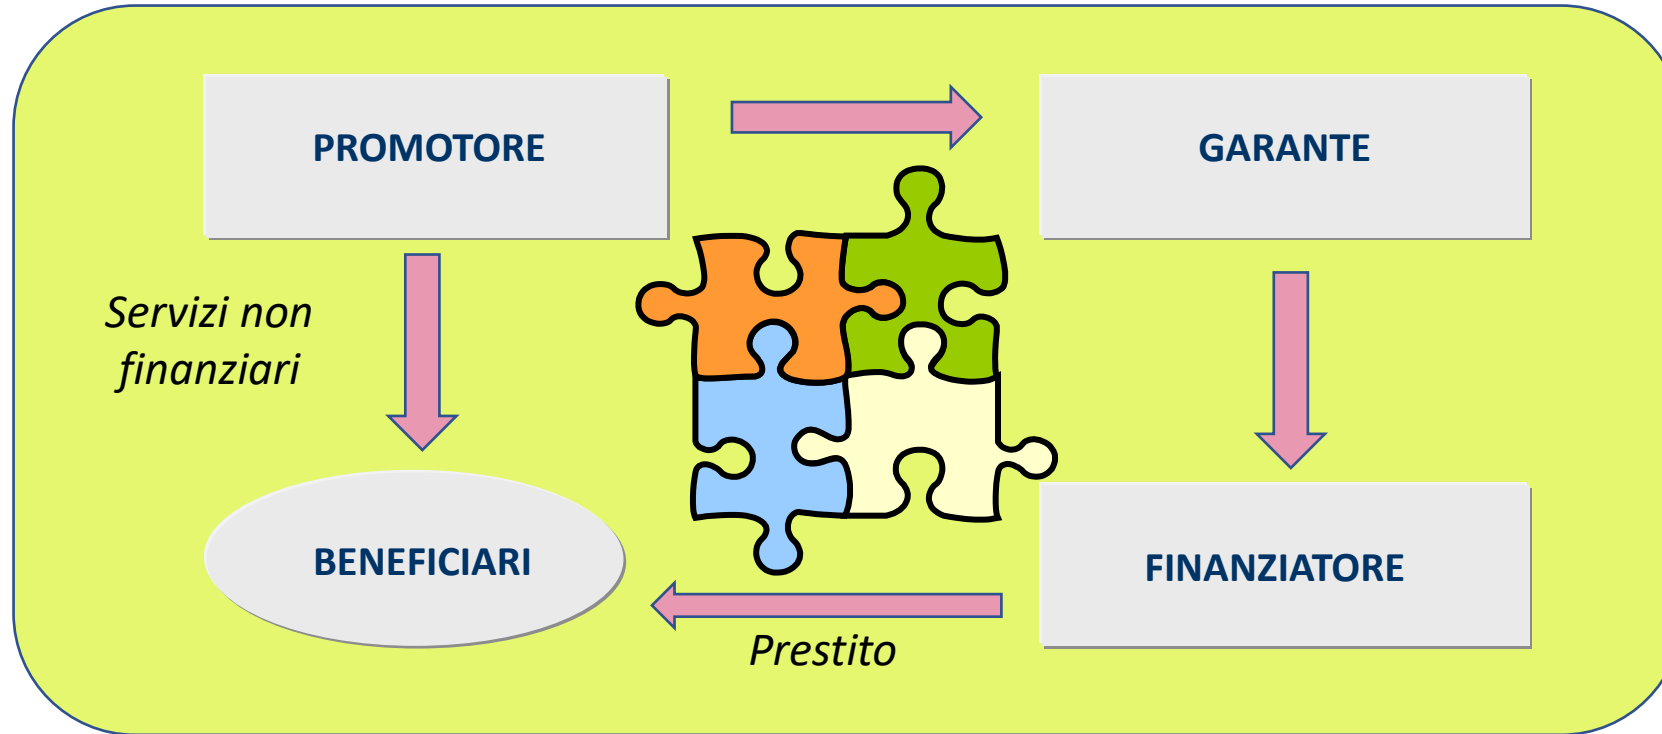 PROMOTORE
GARANTE
Servizi non
finanziari
BENEFICIARI
FINANZIATORE
Prestito